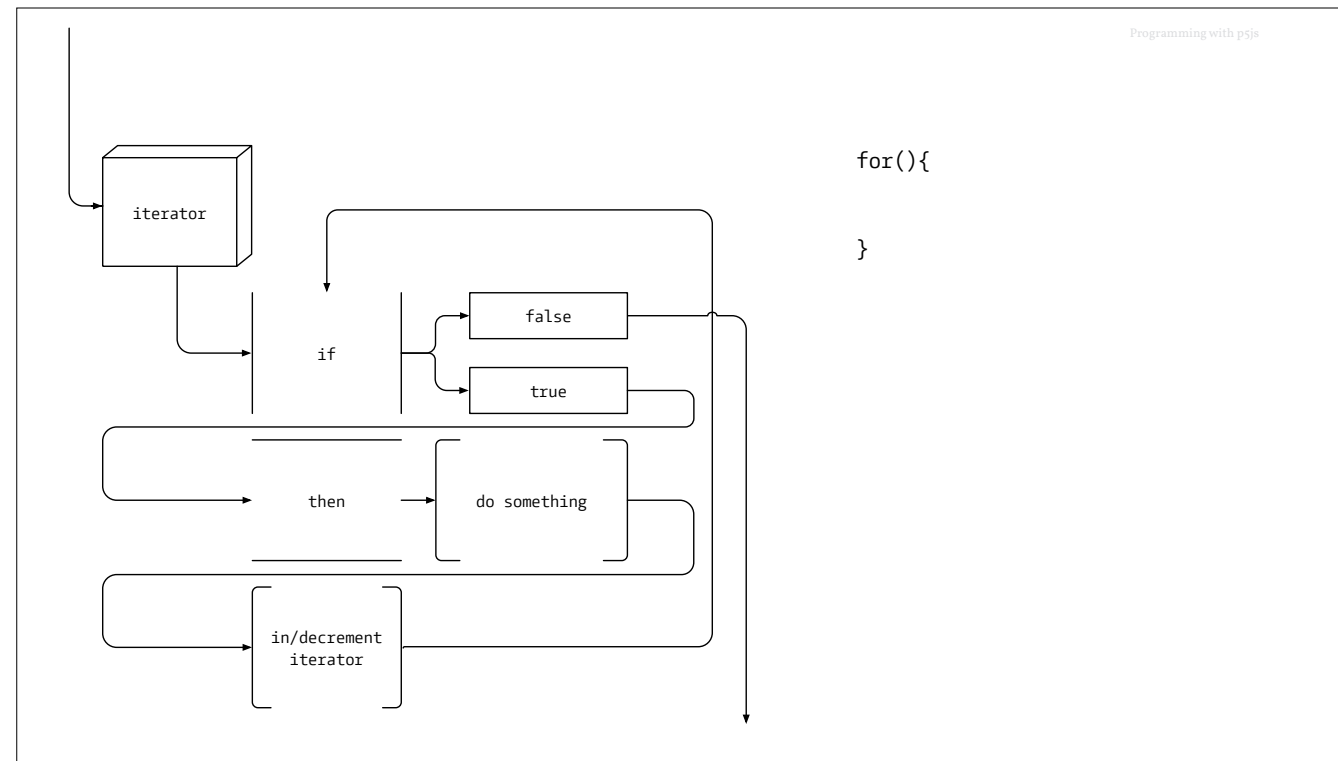 Programming with p5js
for(){
}
iterator
if
false
true
then
do something
in/decrement
iterator